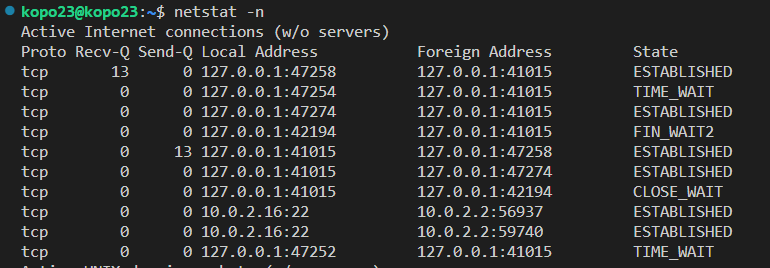 kopo23@kopo23:~$ netstat -n
Active Internet connections (w/o servers)
Proto Recv-Q Send-Q Local Address           Foreign Address         State
tcp       13      0 127.0.0.1:47258         127.0.0.1:41015         ESTABLISHED
tcp        0      0 127.0.0.1:47254         127.0.0.1:41015         TIME_WAIT
tcp        0      0 127.0.0.1:47274         127.0.0.1:41015         ESTABLISHED
tcp        0      0 127.0.0.1:42194         127.0.0.1:41015         FIN_WAIT2
tcp        0     13 127.0.0.1:41015         127.0.0.1:47258         ESTABLISHED
tcp        0      0 127.0.0.1:41015         127.0.0.1:47274         ESTABLISHED
tcp        0      0 127.0.0.1:41015         127.0.0.1:42194         CLOSE_WAIT
tcp        0      0 10.0.2.16:22            10.0.2.2:56937          ESTABLISHED
tcp        0      0 10.0.2.16:22            10.0.2.2:59740          ESTABLISHED
tcp        0      0 127.0.0.1:47252         127.0.0.1:41015         TIME_WAIT